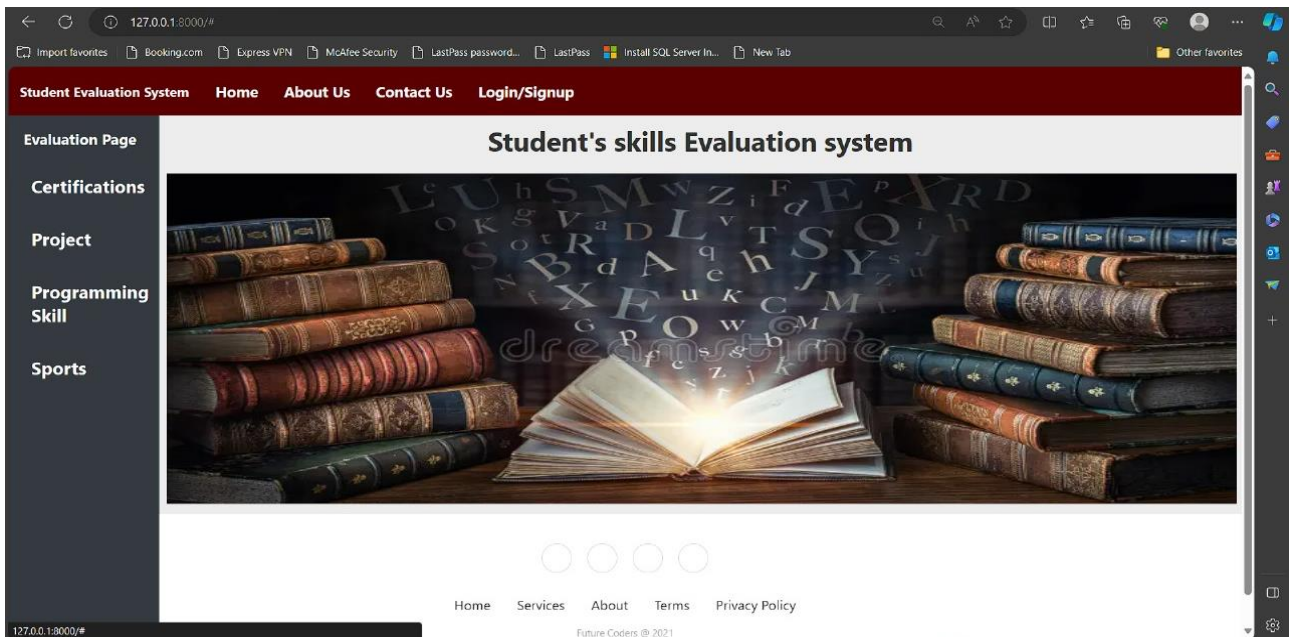 127.0.0.1:8000/#
Import favorites Booking.com Express VPN McAfee Security LastPass password... LastPass Install SQL Server In... New Tab Other favorites
Student Evaluation System Home About Us Contact Us Login/Signup
Evaluation Page
Student's skills Evaluation system
Certifications
Project
Programming
Skill
Sports
dreamstime
Home Services About Terms Privacy Policy
Future Coders @ 2021
127.0.0.1:8000/#